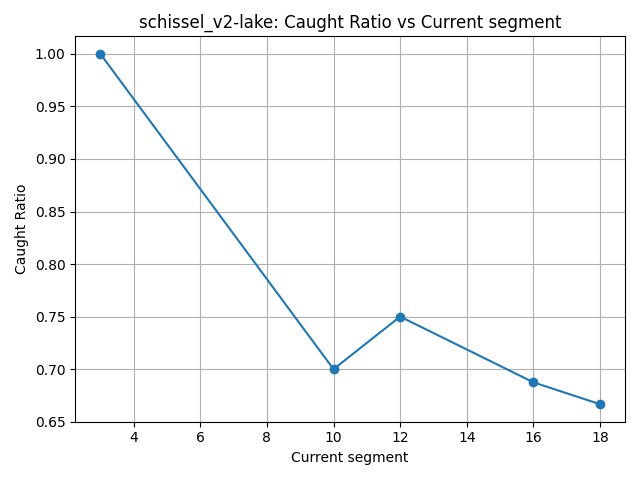 schissel_v2-lake: Caught Ratio vs Current segment
1.00
0.95
0.90
0.85
0.80
0.75
0.70
0.65
Caught Ratio
4 6 8 10 12 14 16 18
Current segment